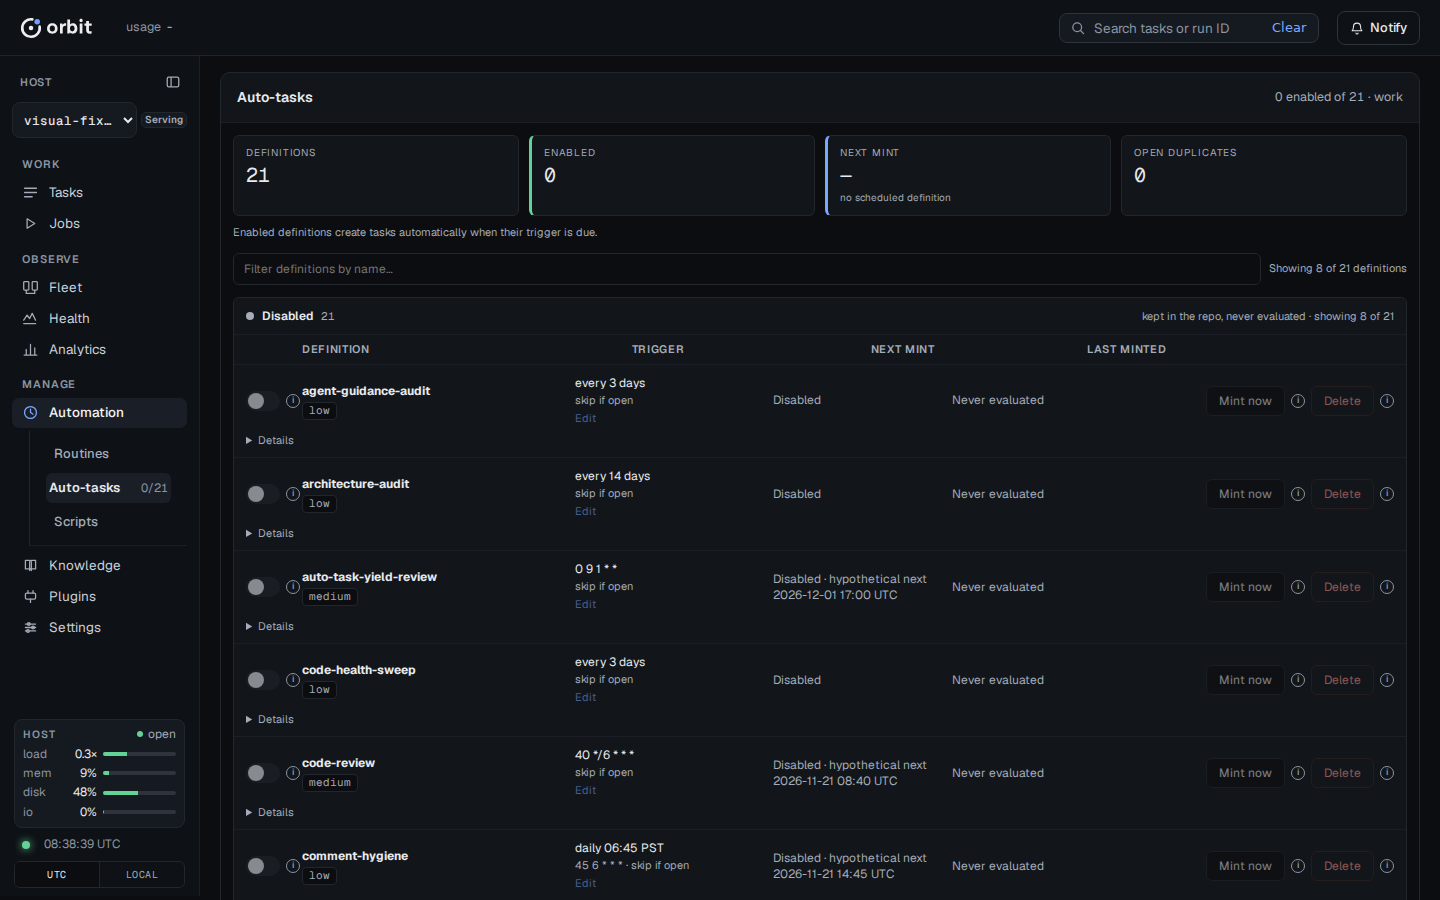 orbit
usage -
Search tasks or run ID
Clear
Notify
HOST
visual-fix…
Serving
WORK
Tasks
Jobs
OBSERVE
Fleet
Health
Analytics
MANAGE
Automation
Routines
Auto-tasks 0/21
Scripts
Knowledge
Plugins
Settings
HOST open
load 0.3×
mem 9%
disk 48%
io 0%
08:38:39 UTC
UTC LOCAL
Auto-tasks
0 enabled of 21 · work
DEFINITIONS
21
ENABLED
0
NEXT MINT
—
no scheduled definition
OPEN DUPLICATES
0
Enabled definitions create tasks automatically when their trigger is due.
Filter definitions by name…
Showing 8 of 21 definitions
Disabled 21
kept in the repo, never evaluated · showing 8 of 21
DEFINITION TRIGGER NEXT MINT LAST MINTED
agent-guidance-audit
low
every 3 days
skip if open
Edit
Disabled
Never evaluated
Mint now
Delete
Details
architecture-audit
low
every 14 days
skip if open
Edit
Disabled
Never evaluated
Mint now
Delete
Details
auto-task-yield-review
medium
0 9 1 * *
skip if open
Edit
Disabled · hypothetical next
2026-12-01 17:00 UTC
Never evaluated
Mint now
Delete
Details
code-health-sweep
low
every 3 days
skip if open
Edit
Disabled
Never evaluated
Mint now
Delete
Details
code-review
medium
40 */6 * * *
skip if open
Edit
Disabled · hypothetical next
2026-11-21 08:40 UTC
Never evaluated
Mint now
Delete
Details
comment-hygiene
low
daily 06:45 PST
45 6 * * * · skip if open
Edit
Disabled · hypothetical next
2026-11-21 14:45 UTC
Never evaluated
Mint now
Delete